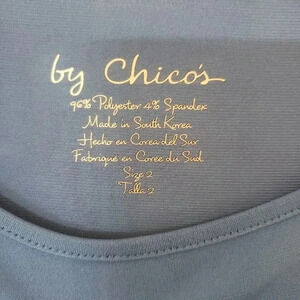 by Chico's
96% Polyester 4% Spandex
Made in South Korea
Hecho en Corea del Sur
Fabriqué en Corée du Sud
Size 2
Talla 2